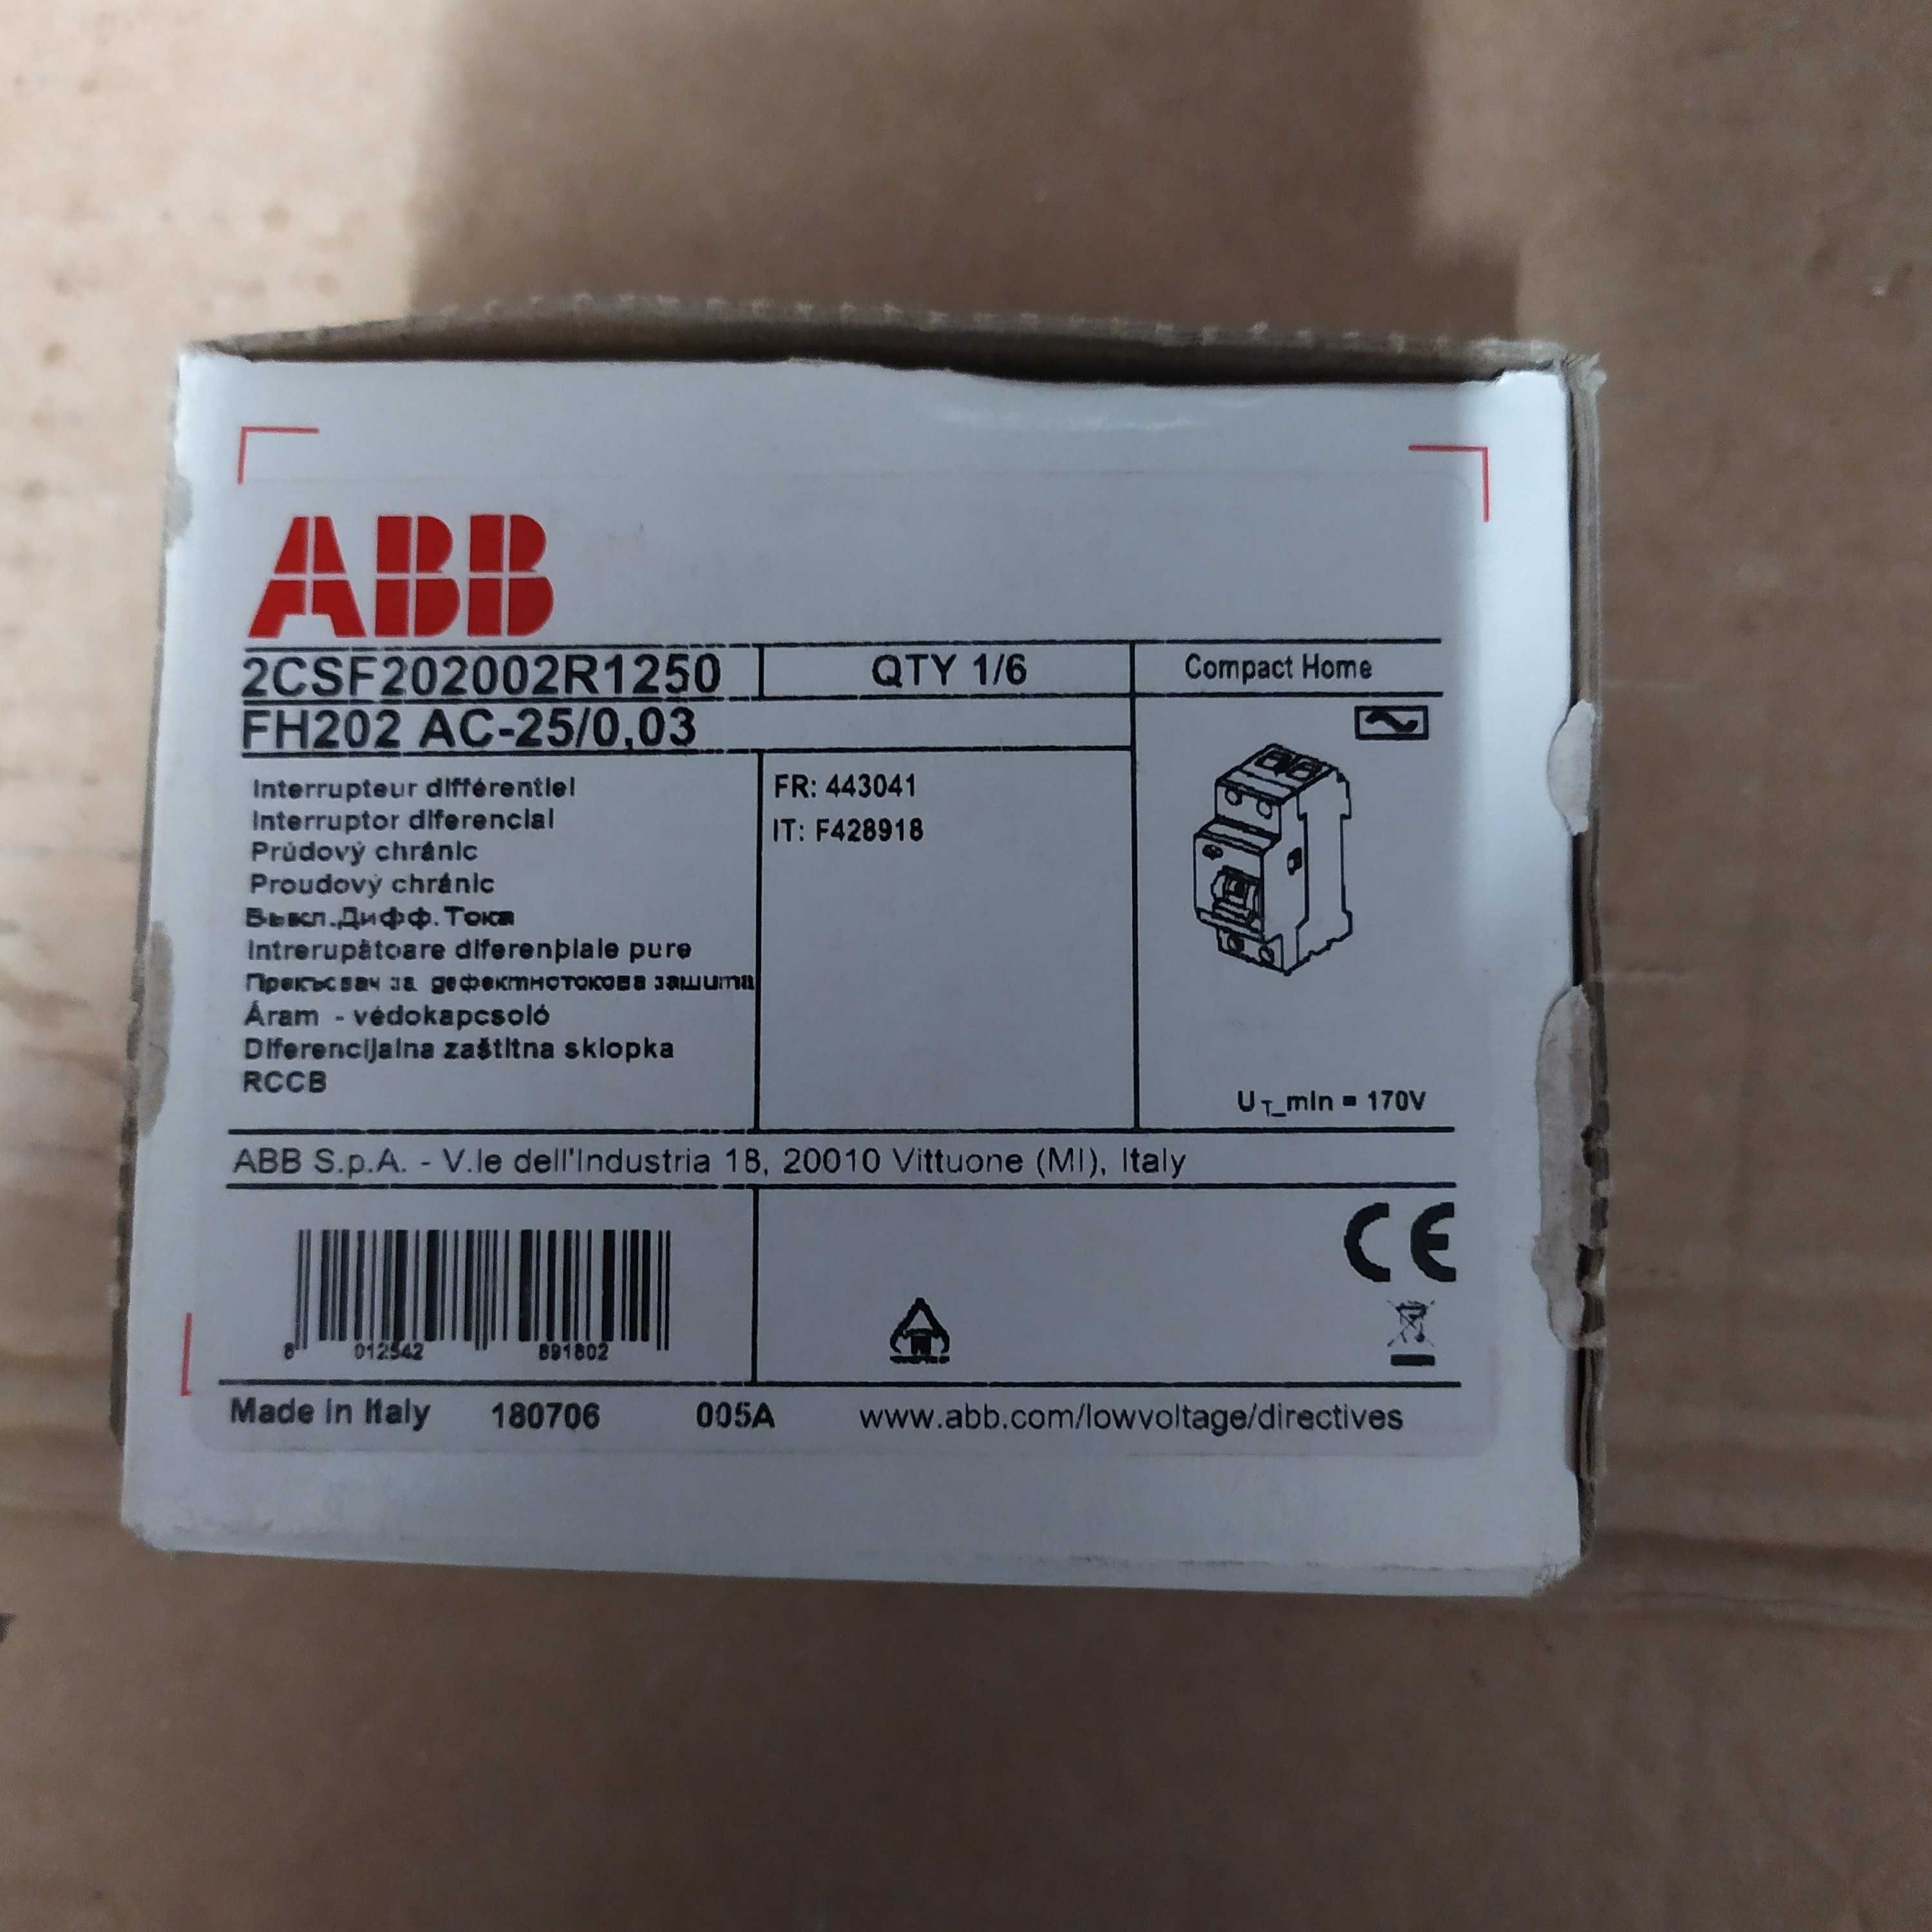 ABB
2CSF202002R1250 QTY 1/6 Compact Home
FH202 AC-25/0,03
Interrupteur différentiel
Interruptor diferencial
Prúdový chránic
Proudový chránic
Выкл.Дифф.Тока
Intrerupãtoare diferenþiale pure
Прекъсвач за дефектнотокова защита
Áram - védokapcsoló
Diferencijalna zaštitna sklopka
RCCB
FR: 443041
IT: F428918
UT_min = 170V
ABB S.p.A. - V.le dell'Industria 18, 20010 Vittuone (MI), Italy
CE
8 012542 891802
Made in Italy 180706 005A www.abb.com/lowvoltage/directives